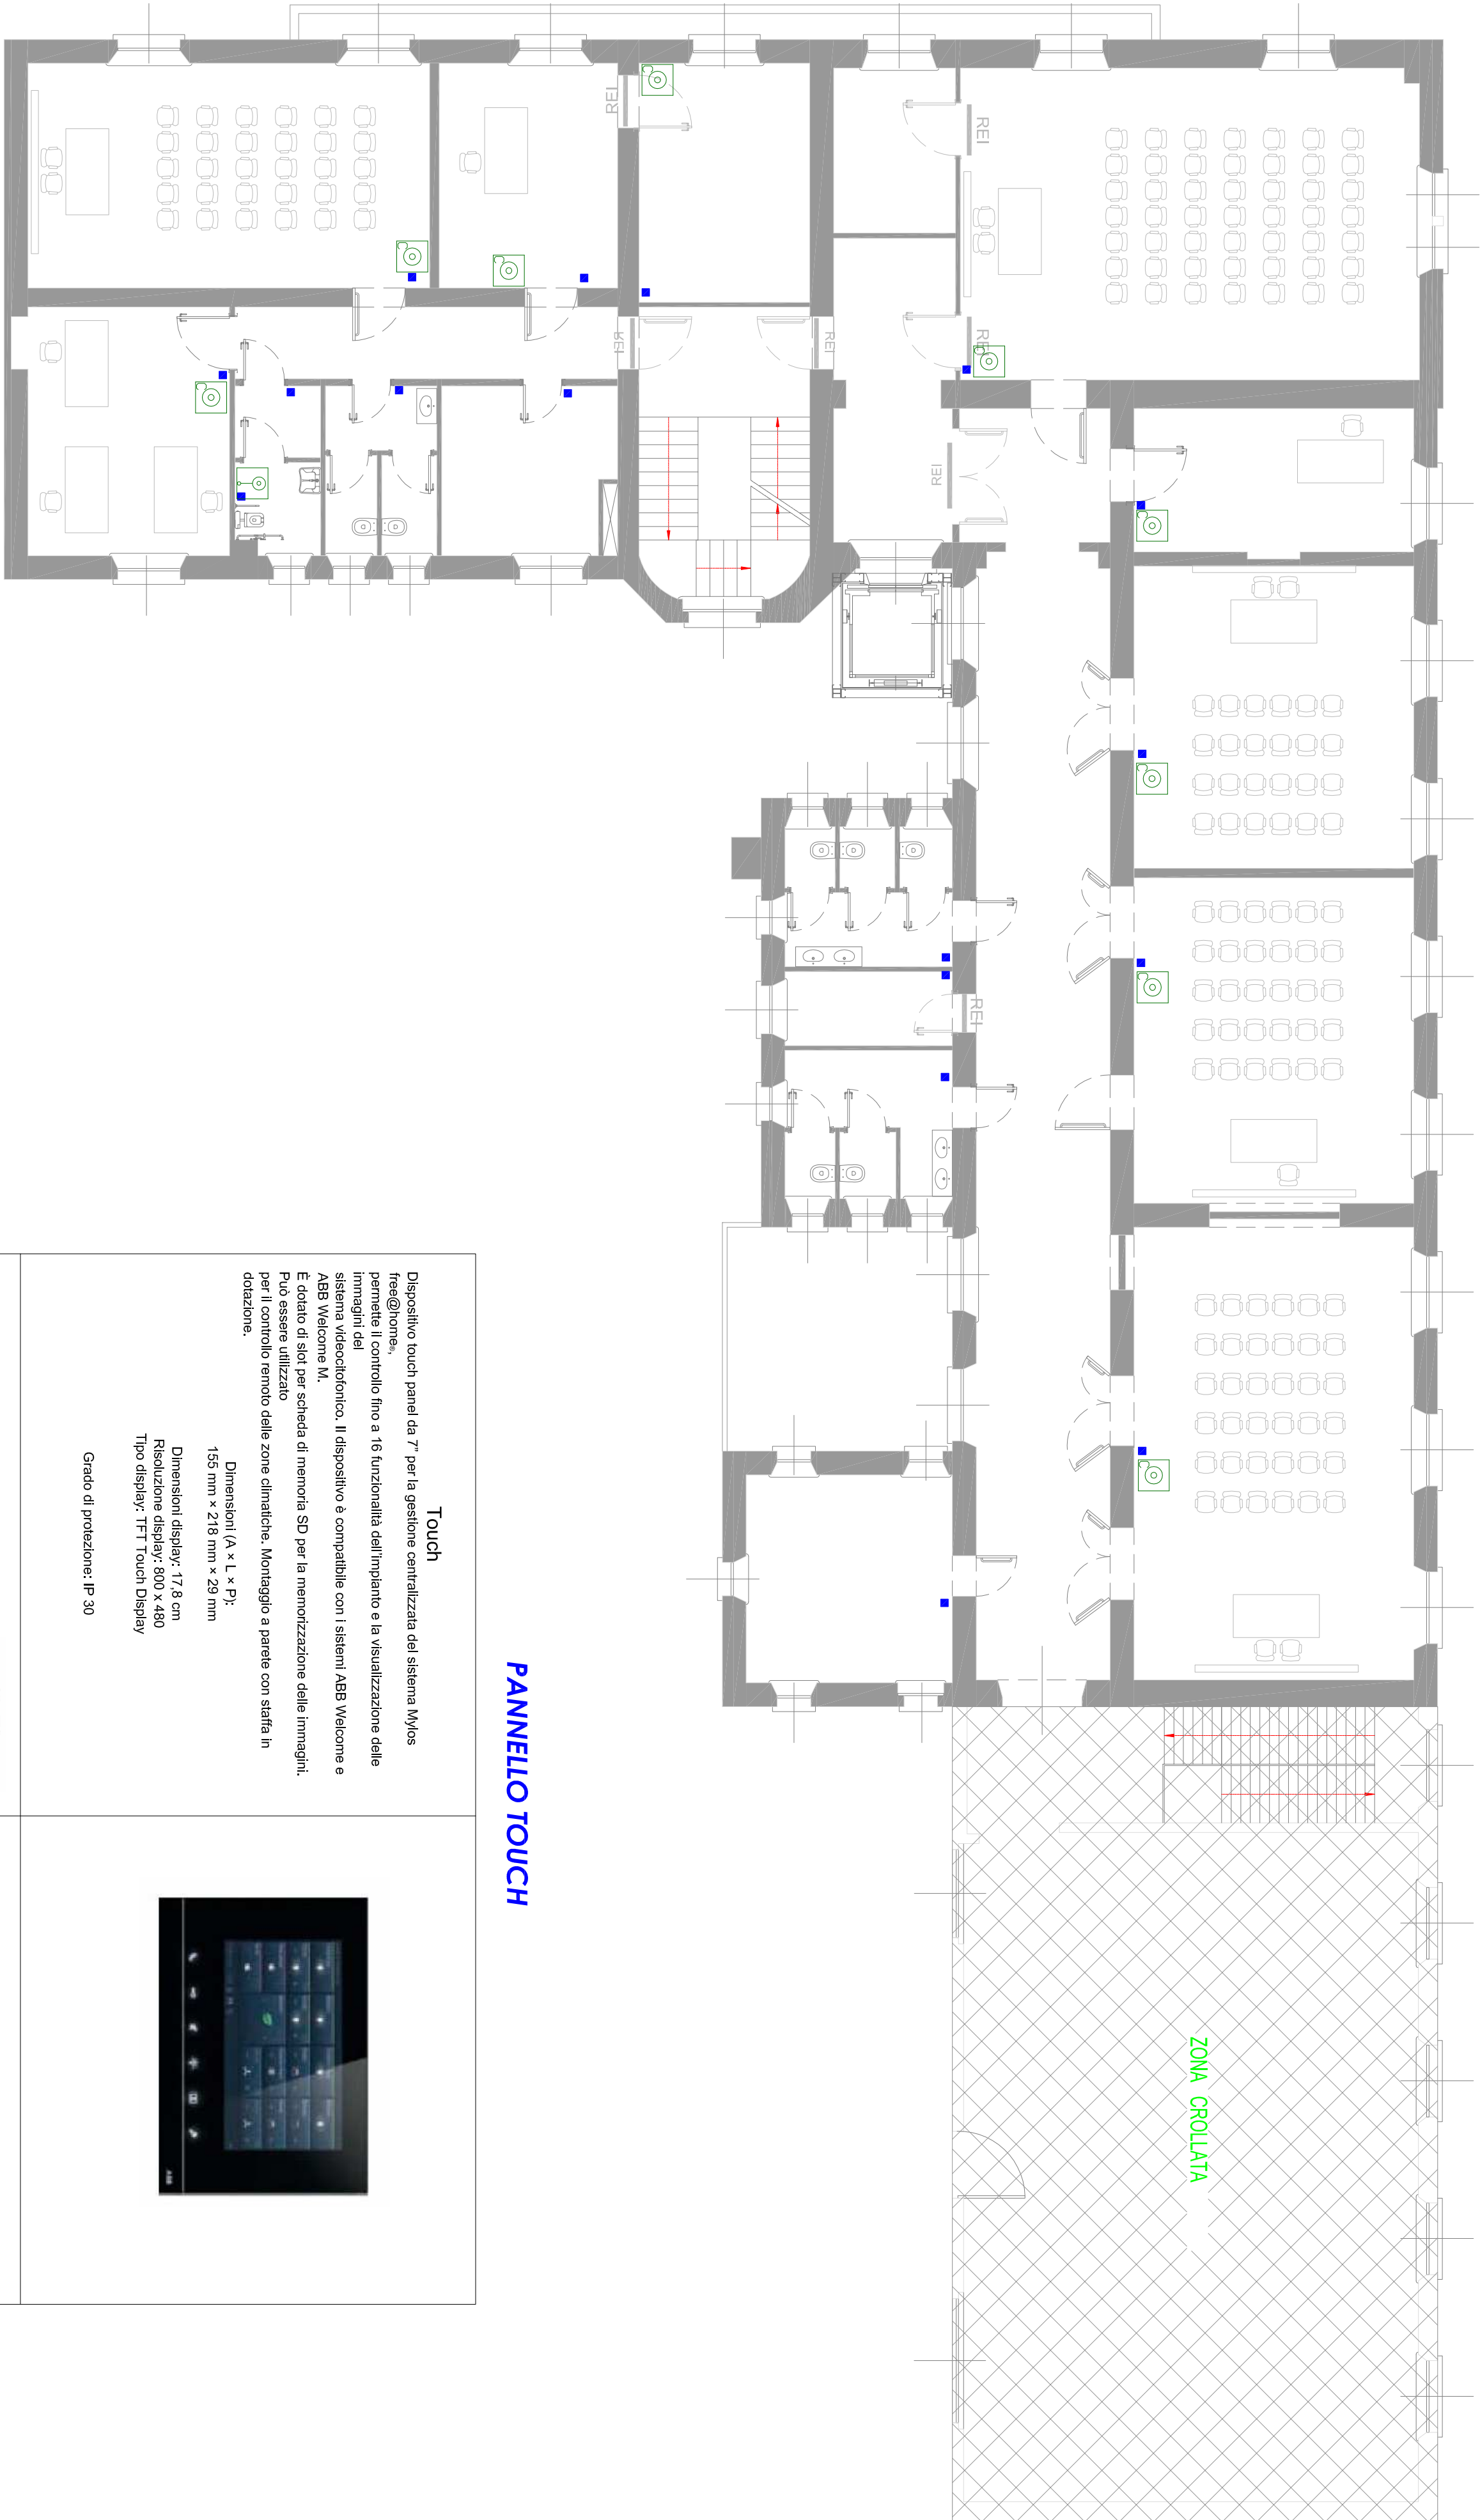 REI
REI
REI
REI
REI
REI
REI
ZONA CROLLATA
PANNELLO TOUCH
Touch
Dispositivo touch panel da 7" per la gestione centralizzata del sistema Mylos
free@home®,
permette il controllo fino a 16 funzionalità dell'impianto e la visualizzazione delle
immagini del
sistema videocitofonico. Il dispositivo è compatibile con i sistemi ABB Welcome e
ABB Welcome M.
È dotato di slot per scheda di memoria SD per la memorizzazione delle immagini.
Può essere utilizzato
per il controllo remoto delle zone climatiche. Montaggio a parete con staffa in
dotazione.
Dimensioni (A × L × P):
155 mm × 218 mm × 29 mm
Dimensioni display: 17,8 cm
Risoluzione display: 800 x 480
Tipo display: TFT Touch Display
Grado di protezione: IP 30
ABB